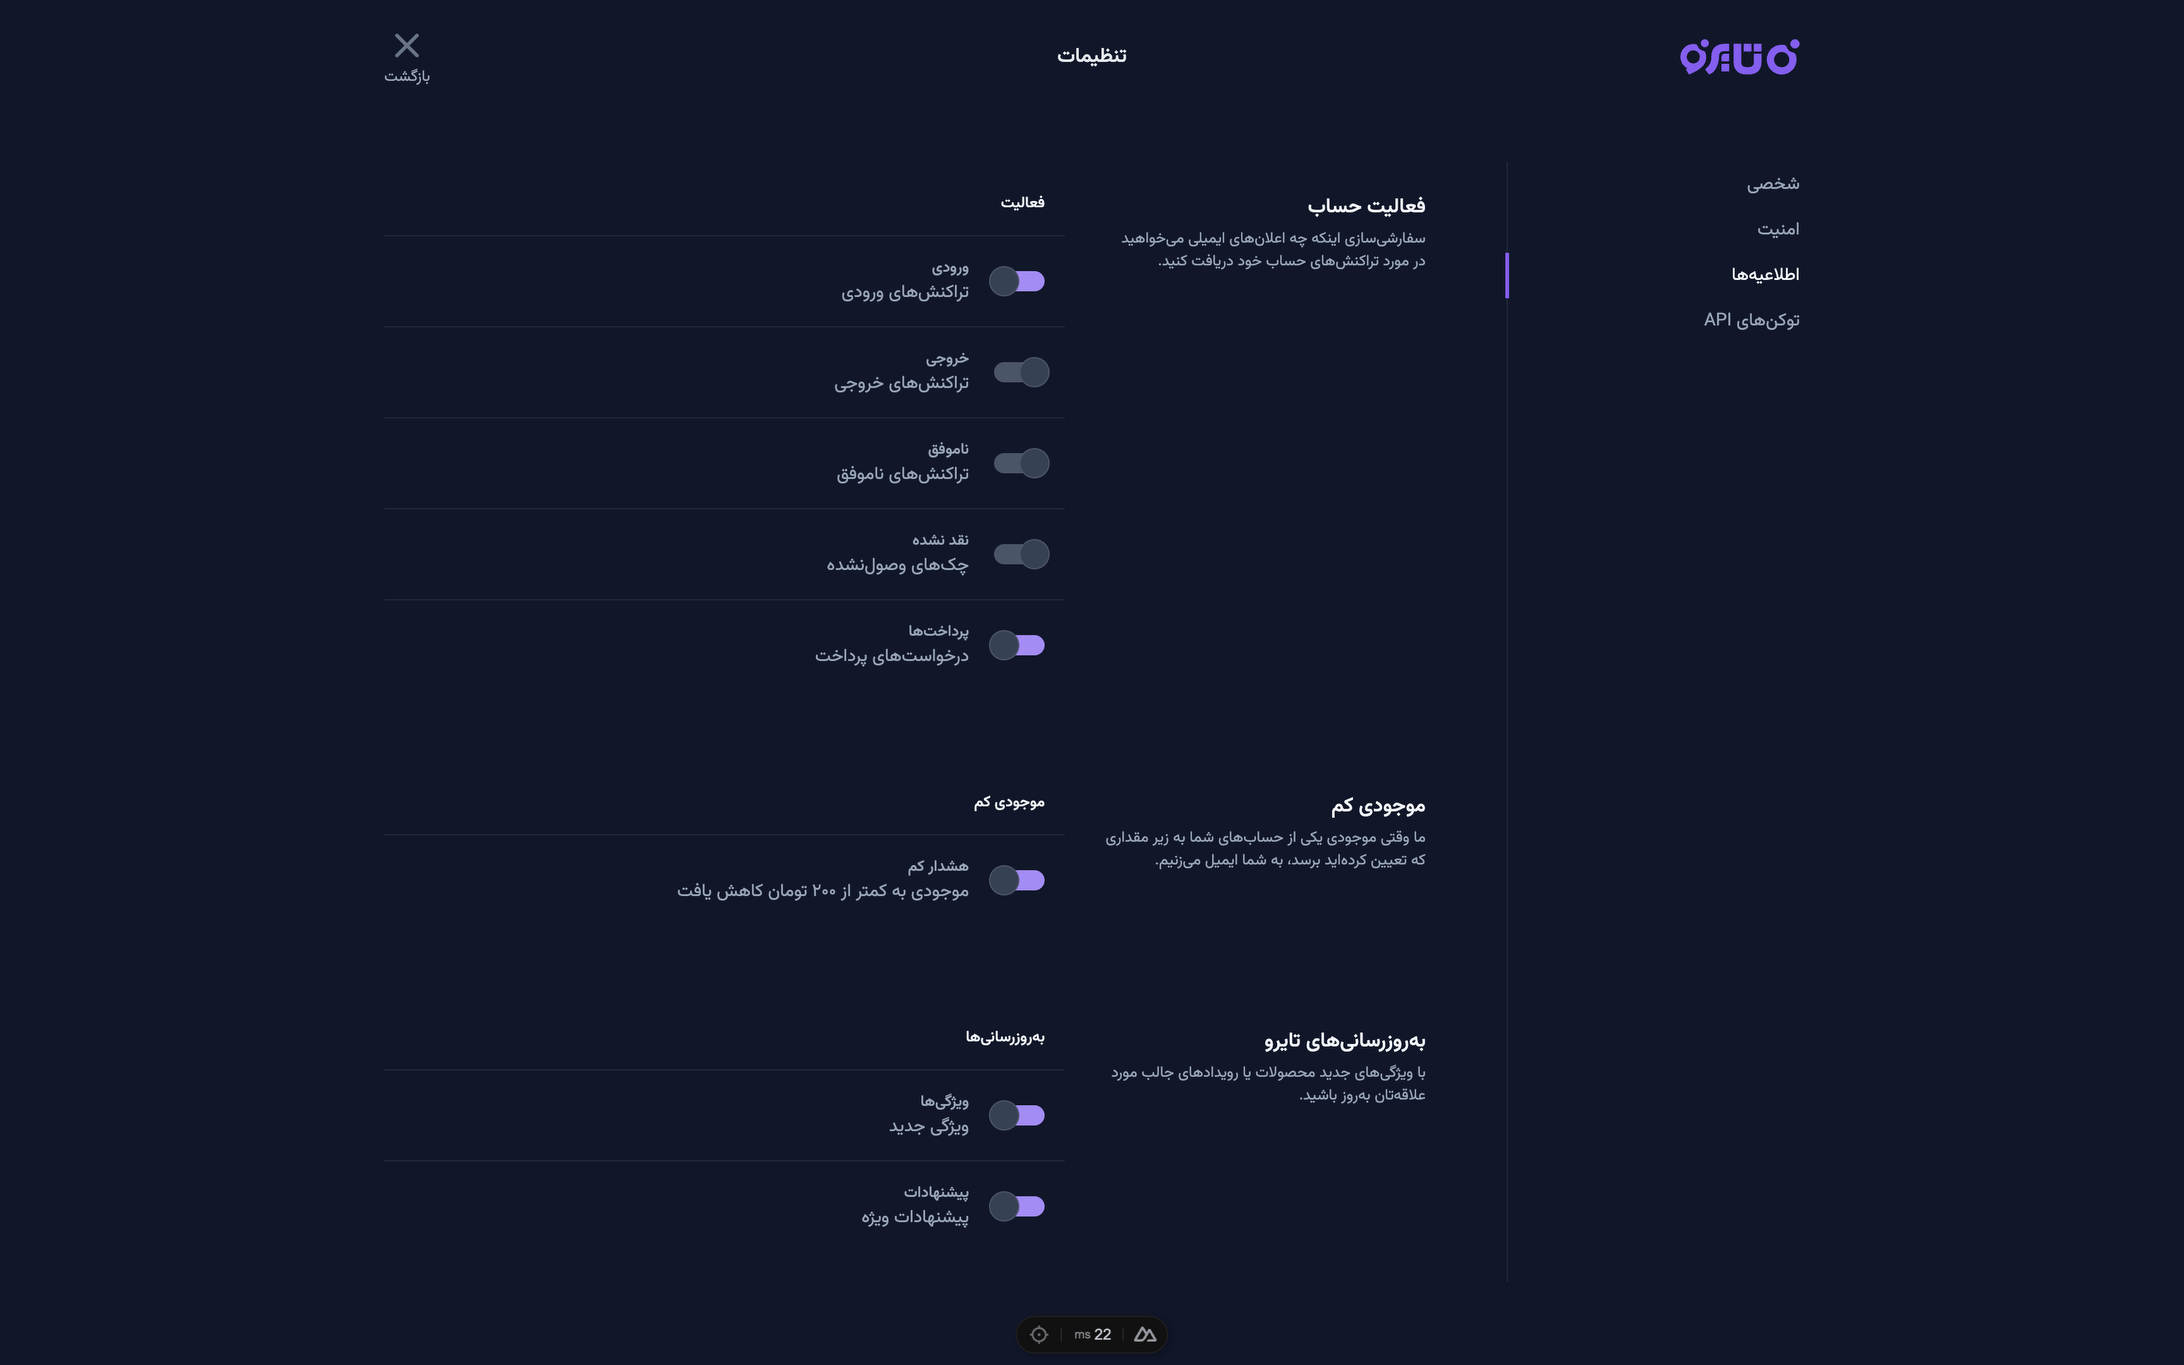 تایرو
تنظیمات
بازگشت
شخصی
امنیت
اطلاعیه‌ها
توکن‌های API
فعالیت حساب
سفارشی‌سازی اینکه چه اعلان‌های ایمیلی می‌خواهید
در مورد تراکنش‌های حساب خود دریافت کنید.
فعالیت
ورودی
تراکنش‌های ورودی
خروجی
تراکنش‌های خروجی
ناموفق
تراکنش‌های ناموفق
نقد نشده
چک‌های وصول‌نشده
پرداخت‌ها
درخواست‌های پرداخت
موجودی کم
ما وقتی موجودی یکی از حساب‌های شما به زیر مقداری
که تعیین کرده‌اید برسد، به شما ایمیل می‌زنیم.
موجودی کم
هشدار کم
موجودی به کمتر از ۲۰۰ تومان کاهش یافت
به‌روزرسانی‌های تایرو
با ویژگی‌های جدید محصولات یا رویدادهای جالب مورد
علاقه‌تان به‌روز باشید.
به‌روزرسانی‌ها
ویژگی‌ها
ویژگی جدید
پیشنهادات
پیشنهادات ویژه
22 ms